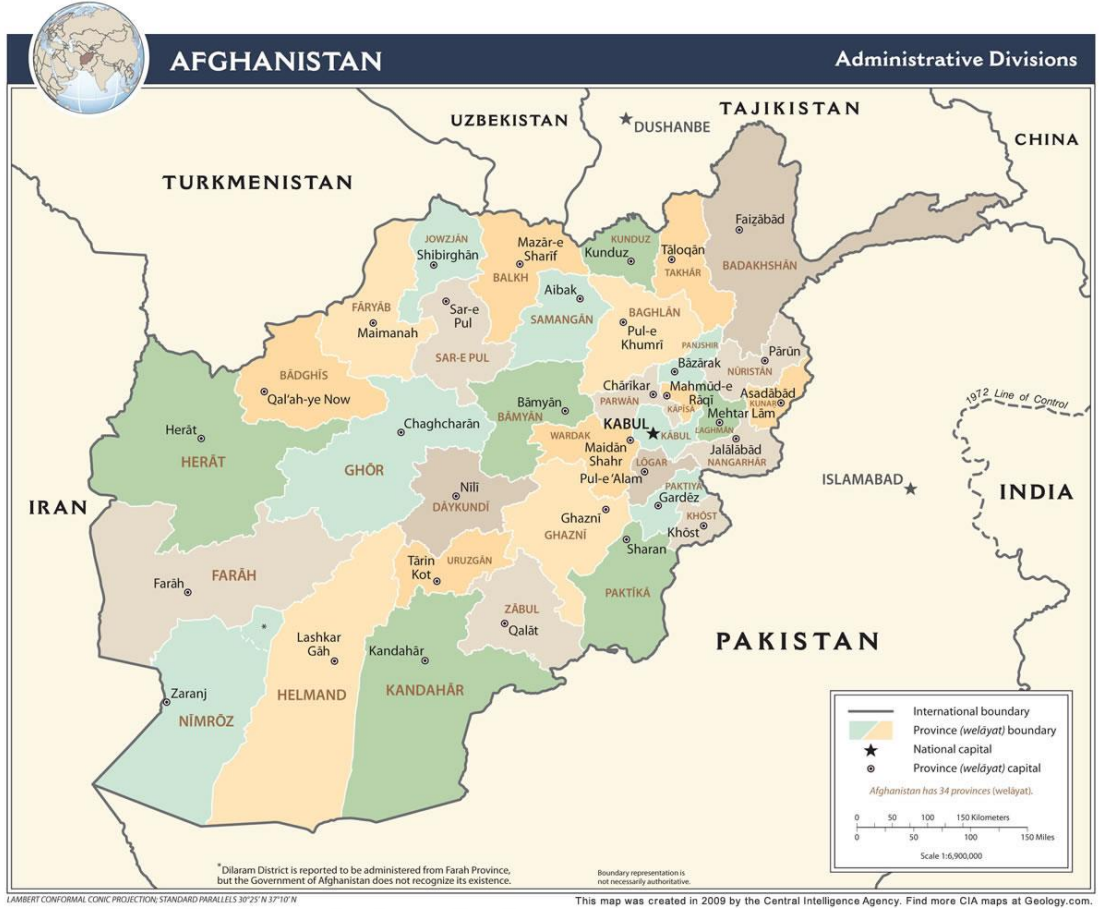 AFGHANISTAN
Administrative Divisions
UZBEKISTAN
DUSHANBE
TAJIKISTAN
CHINA
TURKMENISTAN
Faiẕābād
JOWZJĀN
Shibirghān
Mazār-e
Sharīf
BALKH
KUNDUZ
Kunduz
Tāloqān
TAKHĀR
BADAKHSHĀN
Aibak
SAMANGĀN
FĀRYĀB
Maimanah
Sar-e
Pul
SAR-E PUL
BAGHLĀN
Pul-e
Khumrī
PANJSHIR
Bāzārak
Pārūn
NŪRISTĀN
BĀDGHĪS
Qal'ah-ye Now
Chārīkar
PARWĀN
Mahmūd-e
Rāqī
KĀPĪSĀ
Asadābād
KUNAR
Mehtar Lām
LAGHMĀN
1972 Line of Control
Bāmyān
BĀMYĀN
Chaghcharān
Herāt
HERĀT
GHŌR
KABUL
KĀBUL
WARDAK
Maidān
Shahr
Jalālābād
NANGARHĀR
LŌGAR
Pul-e 'Alam
PAKTIYĀ
Gardēz
ISLAMABAD
INDIA
IRAN
Nīlī
DĀYKUNDĪ
Ghaznī
GHAZNĪ
KHŌST
Khōst
Sharan
Tārin
Kot
URUZGĀN
FARĀH
Farāh
PAKTĪKĀ
ZĀBUL
Qalāt
*
Lashkar
Gāh
Kandahār
PAKISTAN
Zaranj
NĪMRŌZ
HELMAND
KANDAHĀR
International boundary
Province (welāyat) boundary
National capital
Province (welāyat) capital
Afghanistan has 34 provinces (welāyat).
0 50 100 150 Kilometers
0 50 100 150 Miles
Scale 1:6,900,000
*Dilaram District is reported to be administered from Farah Province,
but the Government of Afghanistan does not recognize its existence.
Boundary representation is
not necessarily authoritative.
LAMBERT CONFORMAL CONIC PROJECTION; STANDARD PARALLELS 30°25' N 37°10' N
This map was created in 2009 by the Central Intelligence Agency. Find more CIA maps at Geology.com.